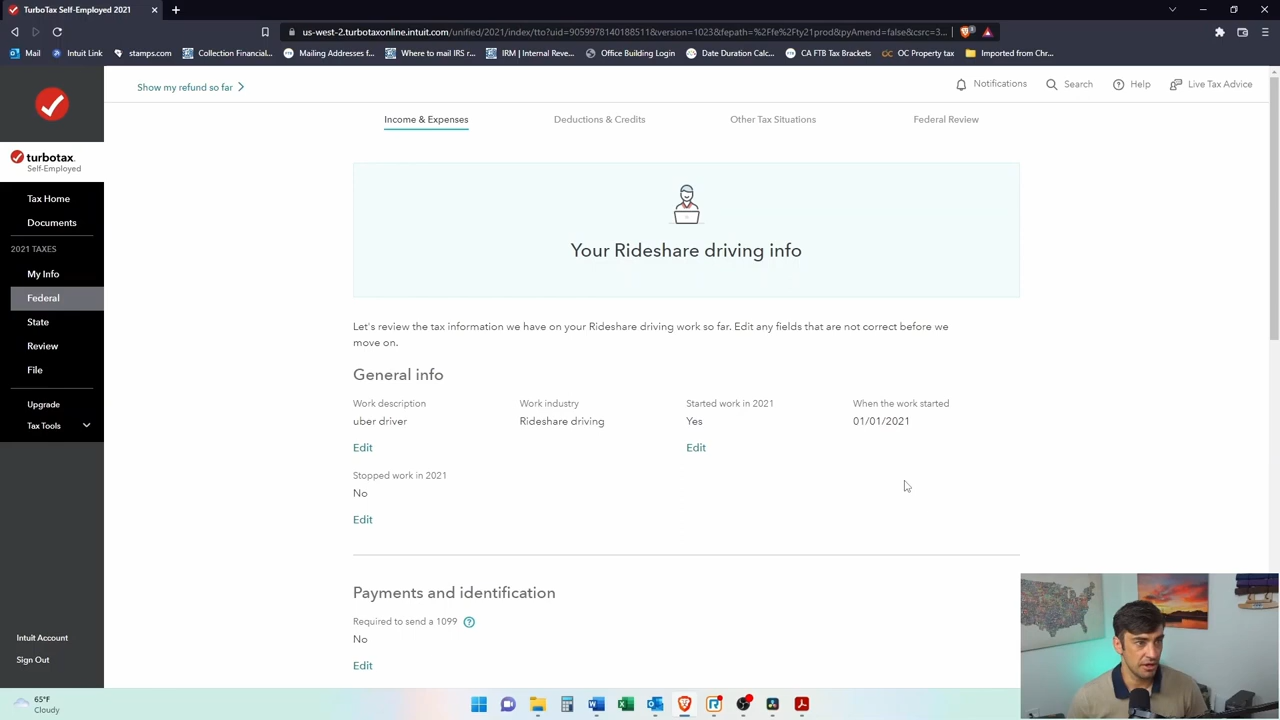 TurboTax Self-Employed 2021
us-west-2.turbotaxonline.intuit.com/unified/2021/index/tto?uid=9059978140188511&version=1023&fepath=%2Ffe%2Fty21prod&pyAmend=false&csrc=3...
Mail
Intuit Link
stamps.com
Collection Financial...
Mailing Addresses f...
Where to mail IRS r...
IRM | Internal Reve...
Office Building Login
Date Duration Calc...
CA FTB Tax Brackets
OC Property tax
Imported from Chr...
Show my refund so far
Notifications
Search
Help
Live Tax Advice
Income & Expenses
Deductions & Credits
Other Tax Situations
Federal Review
turbotax
Self-Employed
Tax Home
Documents
2021 TAXES
My Info
Federal
State
Review
File
Upgrade
Tax Tools
Intuit Account
Sign Out
Your Rideshare driving info
Let's review the tax information we have on your Rideshare driving work so far. Edit any fields that are not correct before we
move on.
General info
Work description
Work industry
Started work in 2021
When the work started
uber driver
Rideshare driving
Yes
01/01/2021
Edit
Edit
Stopped work in 2021
No
Edit
Payments and identification
Required to send a 1099
No
Edit
65°F
Cloudy